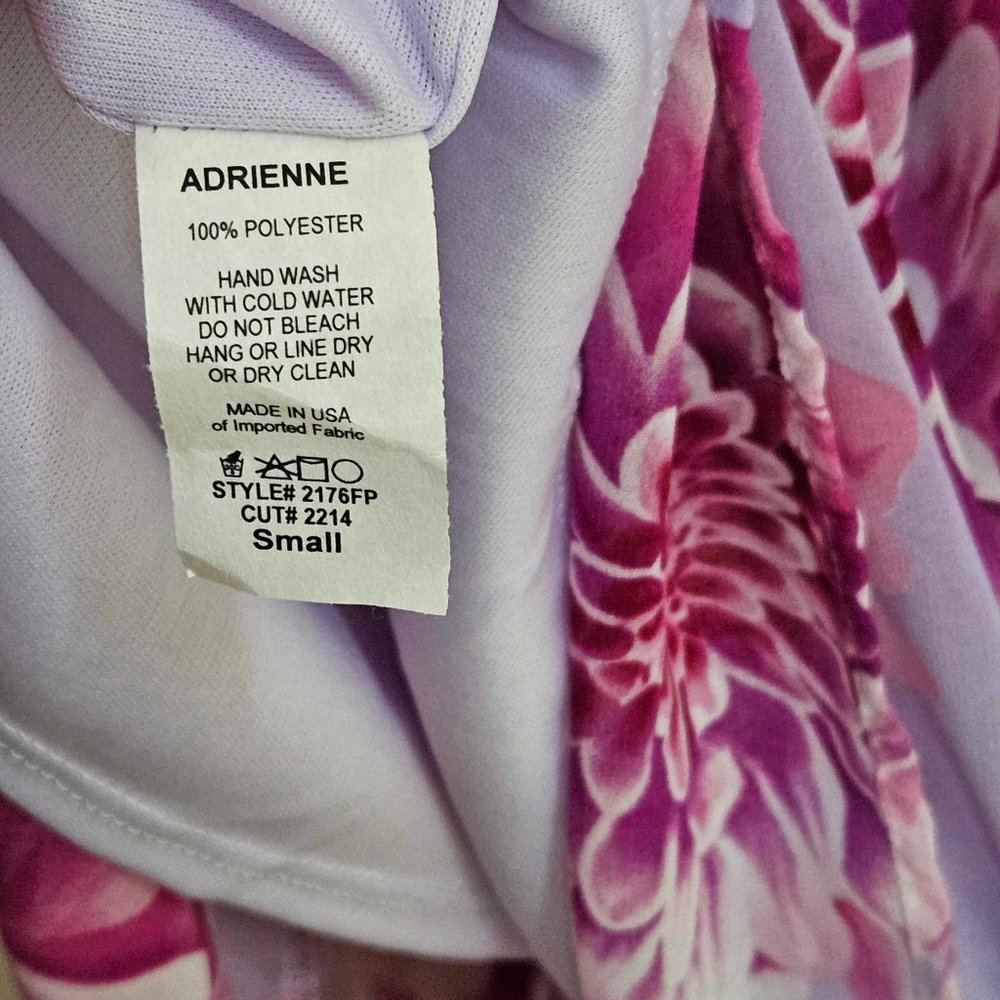 ADRIENNE
100% POLYESTER
HAND WASH
WITH COLD WATER
DO NOT BLEACH
HANG OR LINE DRY
OR DRY CLEAN
MADE IN USA
of Imported Fabric
STYLE# 2176FP
CUT# 2214
Small